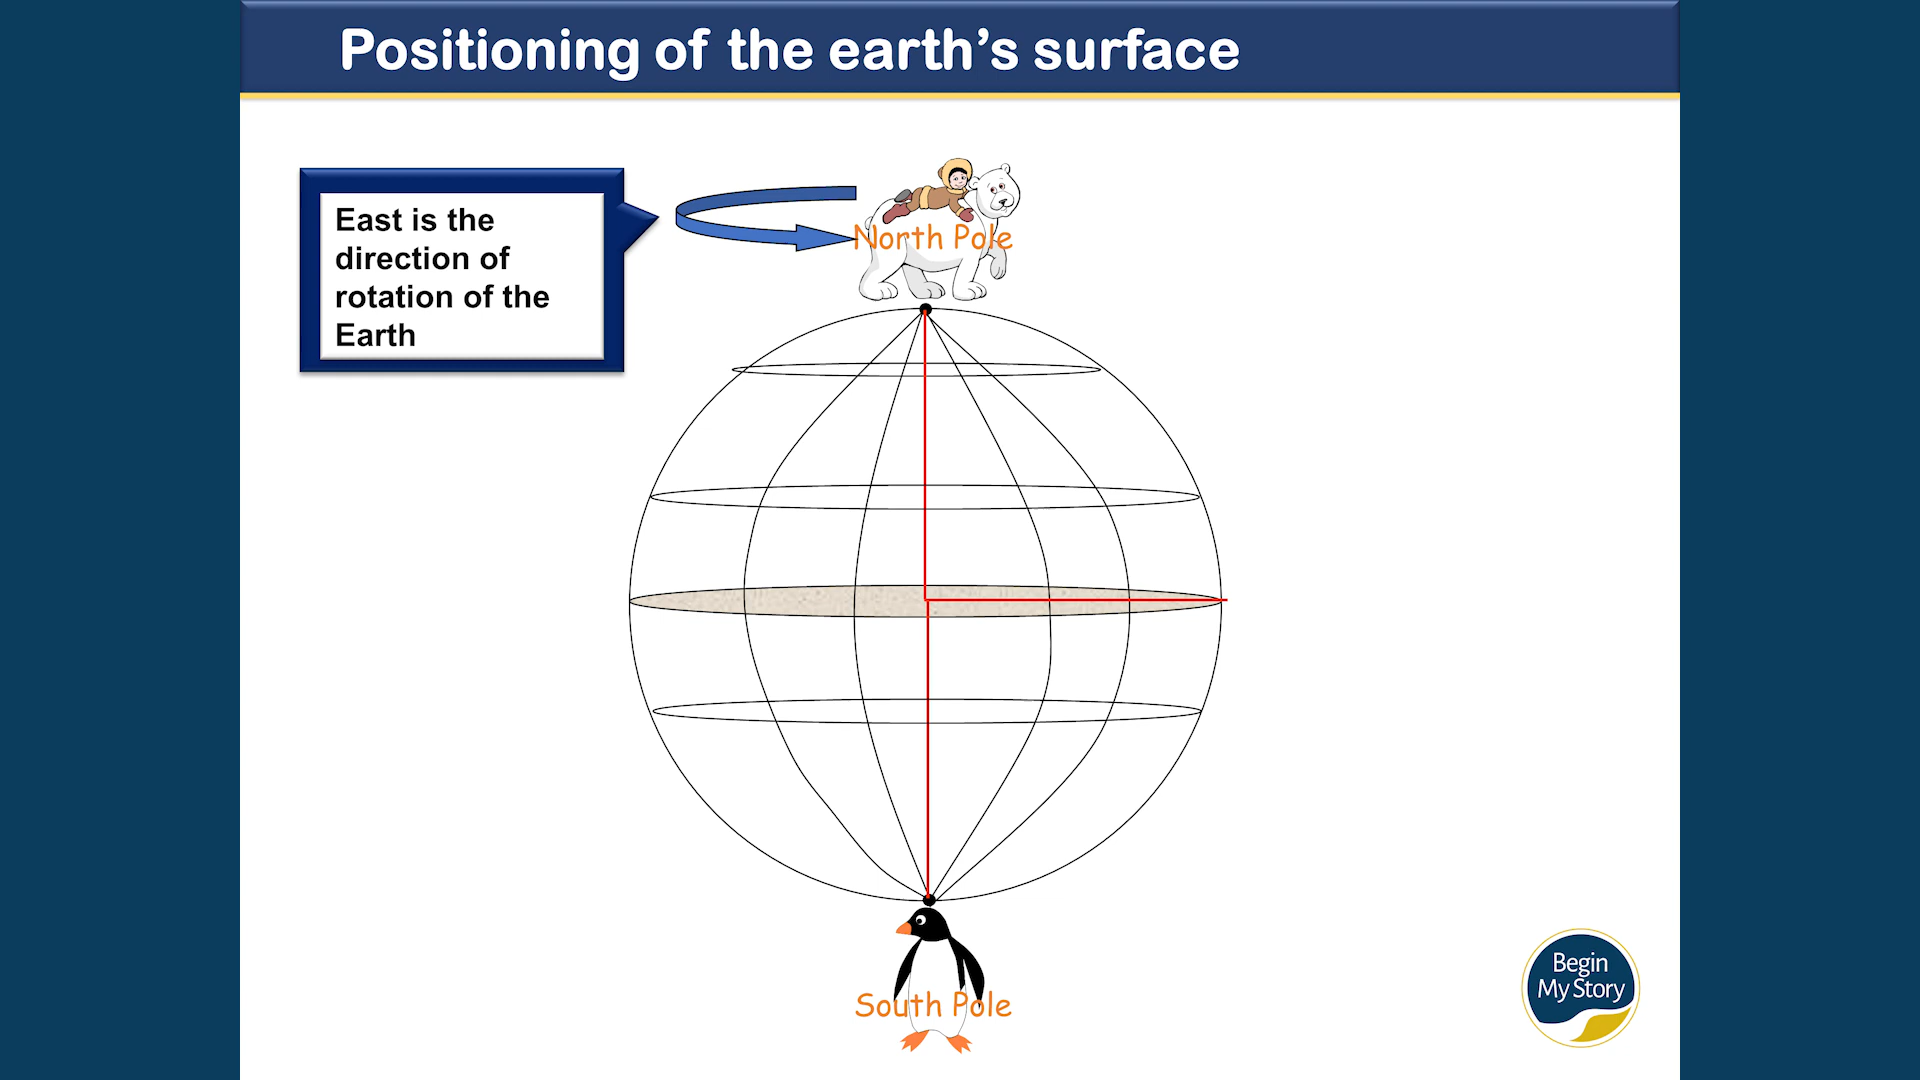 Positioning of the earth’s surface
East is the
direction of
rotation of the
Earth
North Pole
South Pole
Begin
My Story